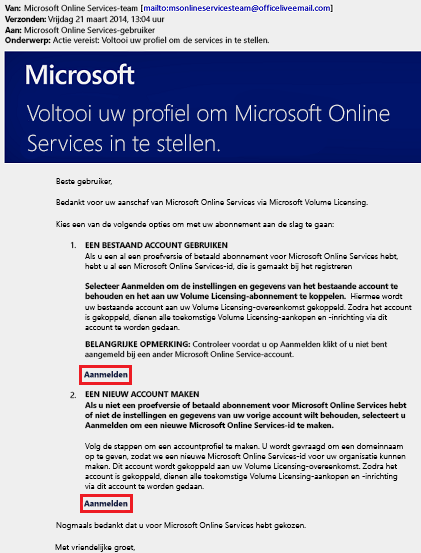 Van: Microsoft Online Services-team [mailto:msonlineservicesteam@officeliveemail.com]
Verzonden: Vrijdag 21 maart 2014, 13:04 uur
Aan: Microsoft Online Services-gebruiker
Onderwerp: Actie vereist: Voltooi uw profiel om de services in te stellen.
Microsoft
Voltooi uw profiel om Microsoft Online
Services in te stellen.
Beste gebruiker,
Bedankt voor uw aanschaf van Microsoft Online Services via Microsoft Volume Licensing.
Kies een van de volgende opties om met uw abonnement aan de slag te gaan:
1. EEN BESTAAND ACCOUNT GEBRUIKEN
Als u een al een proefversie of betaald abonnement voor Microsoft Online Services hebt,
hebt u al een Microsoft Online Services-id, die is gemaakt bij het registreren
Selecteer Aanmelden om de instellingen en gegevens van het bestaande account te
behouden en het aan uw Volume Licensing-abonnement te koppelen. Hiermee wordt
uw bestaande account aan uw Volume Licensing-overeenkomst gekoppeld. Zodra het account
is gekoppeld, dienen alle toekomstige Volume Licensing-aankopen en -inrichting via dit
account te worden gedaan.
BELANGRIJKE OPMERKING: Controleer voordat u op Aanmelden klikt of u niet bent
aangemeld bij een ander Microsoft Online Service-account.
Aanmelden
2. EEN NIEUW ACCOUNT MAKEN
Als u niet een proefversie of betaald abonnement voor Microsoft Online Services hebt
of niet de instellingen en gegevens van uw vorige account wilt behouden, selecteert u
Aanmelden om een nieuwe Microsoft Online Services-id te maken.
Volg de stappen om een accountprofiel te maken. U wordt gevraagd om een domeinnaam
op te geven, zodat we een nieuwe Microsoft Online Services-id voor uw organisatie kunnen
maken. Dit account wordt gekoppeld aan uw Volume Licensing-overeenkomst. Zodra het
account is gekoppeld, dienen alle toekomstige Volume Licensing-aankopen en -inrichting
via dit account te worden gedaan.
Aanmelden
Nogmaals bedankt dat u voor Microsoft Online Services hebt gekozen.
Met vriendelijke groet,